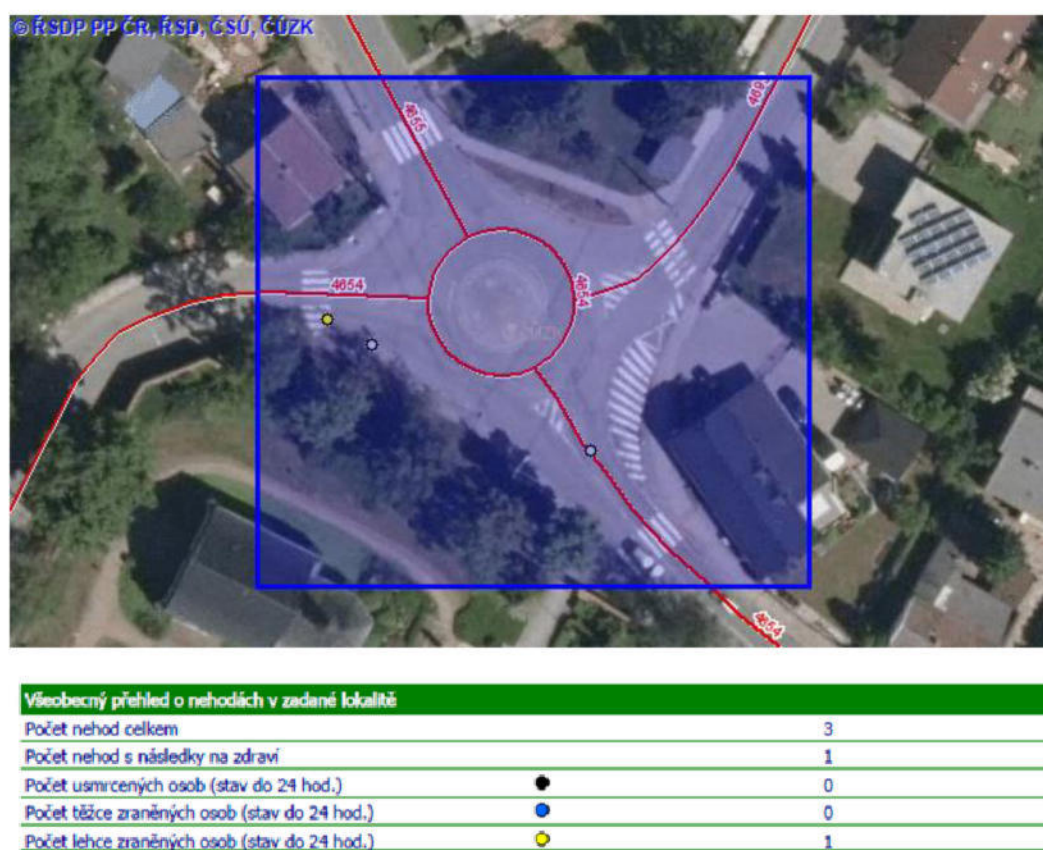 © ŘSDP PP ČR, ŘSD, ČSÚ, ČÚZK
4655
4654
4654
4654
Všeobecný přehled o nehodách v zadané lokalitě
Počet nehod celkem 3
Počet nehod s následky na zdraví 1
Počet usmrcených osob (stav do 24 hod.) 0
Počet těžce zraněných osob (stav do 24 hod.) 0
Počet lehce zraněných osob (stav do 24 hod.) 1